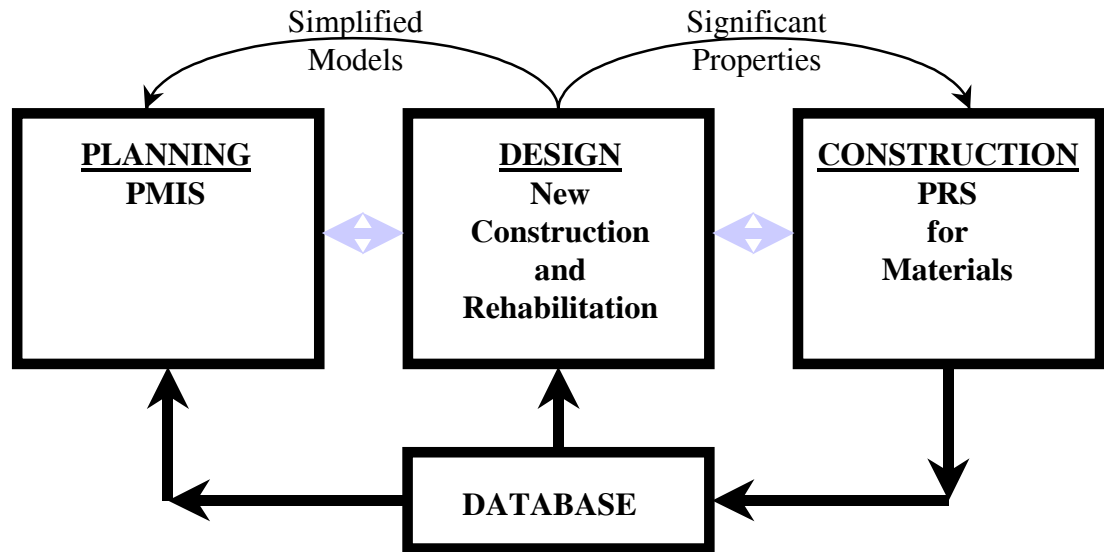 Simplified
Models
Significant
Properties
PLANNING
PMIS
DESIGN
New
Construction
and
Rehabilitation
CONSTRUCTION
PRS
for
Materials
DATABASE